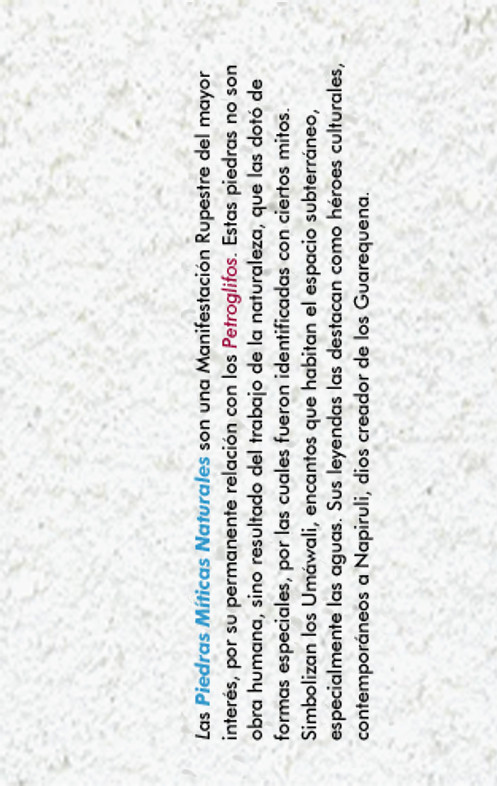 Las Piedras Míticas Naturales son una Manifestación Rupestre del mayor
interés, por su permanente relación con los Petroglifos. Estas piedras no son
obra humana, sino resultado del trabajo de la naturaleza, que las dotó de
formas especiales, por las cuales fueron identificadas con ciertos mitos.
Simbolizan los Umáwali, encantos que habitan el espacio subterráneo,
especialmente las aguas. Sus leyendas las destacan como héroes culturales,
contemporáneos a Napiruli, dios creador de los Guarequena.